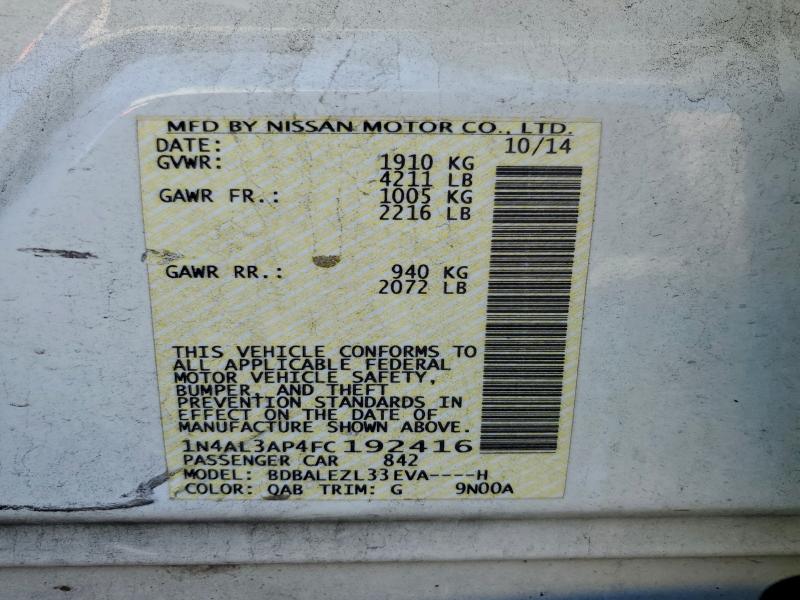 MFD BY NISSAN MOTOR CO., LTD.
DATE: 10/14
GVWR: 1910 KG
4211 LB
GAWR FR.: 1005 KG
2216 LB
GAWR RR.: 940 KG
2072 LB
THIS VEHICLE CONFORMS TO
ALL APPLICABLE FEDERAL
MOTOR VEHICLE SAFETY,
BUMPER, AND THEFT
PREVENTION STANDARDS IN
EFFECT ON THE DATE OF
MANUFACTURE SHOWN ABOVE.
1N4AL3AP4FC192416
PASSENGER CAR 842
MODEL: BDBALEZL33EVA----H
COLOR: QAB TRIM: G 9N00A